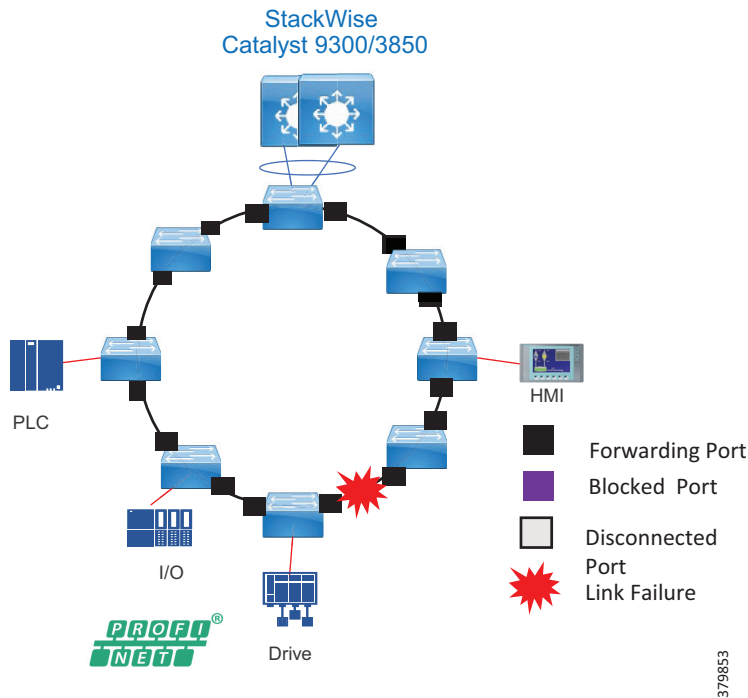 StackWise
Catalyst 9300/3850
PLC
HMI
Forwarding Port
Blocked Port
Disconnected
Port
Link Failure
I/O
Drive
PROFI
NET®
379853